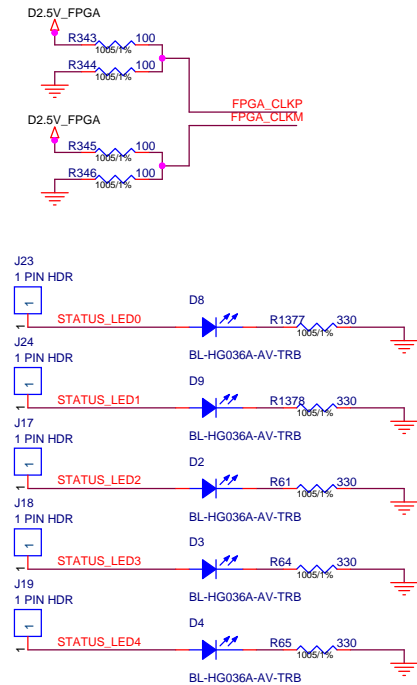 D2.5V_FPGA
R343 100
1005/1%
R344 100
1005/1%
FPGA_CLKP
FPGA_CLKM
D2.5V_FPGA
R345 100
1005/1%
R346 100
1005/1%
J23
1 PIN HDR
1
1
STATUS_LED0
D8
BL-HG036A-AV-TRB
R1377 330
1005/1%
J24
1 PIN HDR
1
1
STATUS_LED1
D9
BL-HG036A-AV-TRB
R1378 330
1005/1%
J17
1 PIN HDR
1
1
STATUS_LED2
D2
BL-HG036A-AV-TRB
R61 330
1005/1%
J18
1 PIN HDR
1
1
STATUS_LED3
D3
BL-HG036A-AV-TRB
R64 330
1005/1%
J19
1 PIN HDR
1
1
STATUS_LED4
D4
BL-HG036A-AV-TRB
R65 330
1005/1%